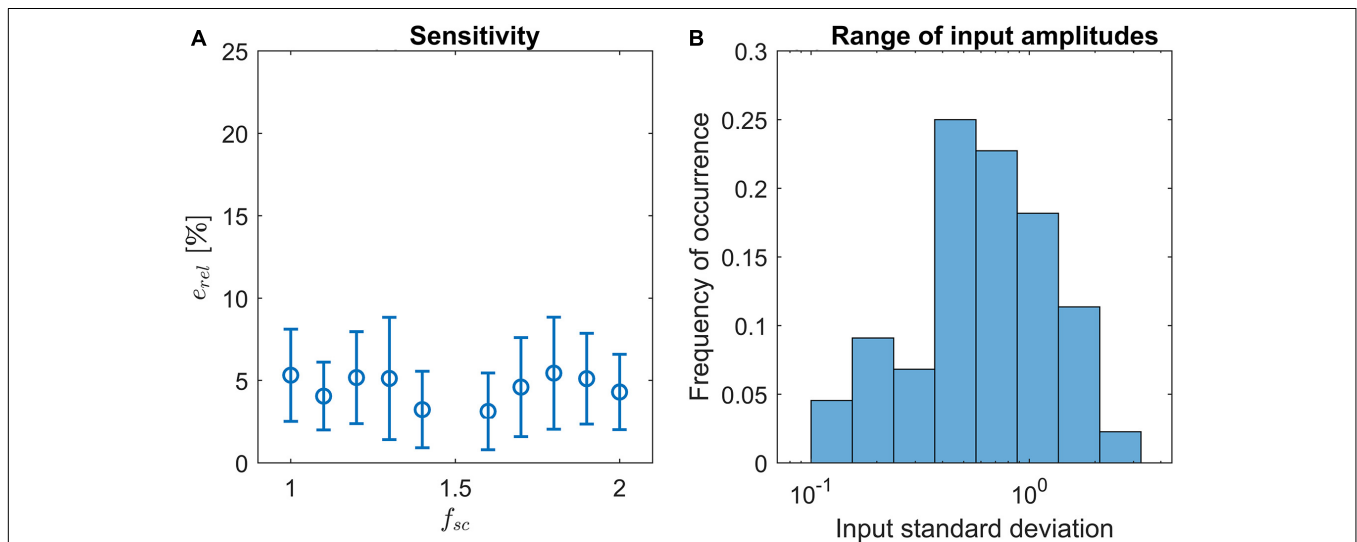 A
Sensitivity
25
20
15
10
5
0
e_rel [%]
1
1.5
2
f_sc
B
Range of input amplitudes
0.3
0.25
0.2
0.15
0.1
0.05
0
Frequency of occurrence
10^-1
10^0
Input standard deviation